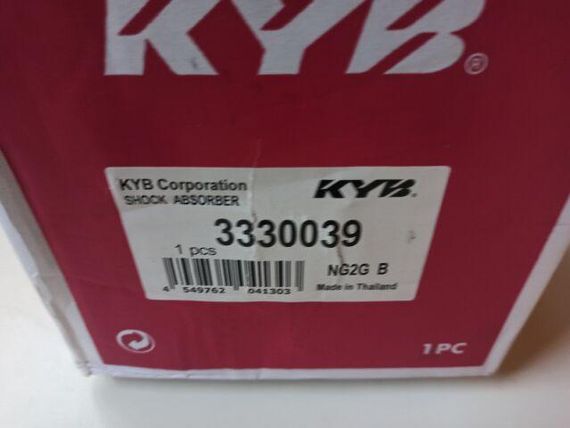 KYB®
KYB Corporation KYB®
SHOCK ABSORBER
3330039
1 pcs
NG2G B
4 549762 041303
Made in Thailand
1PC